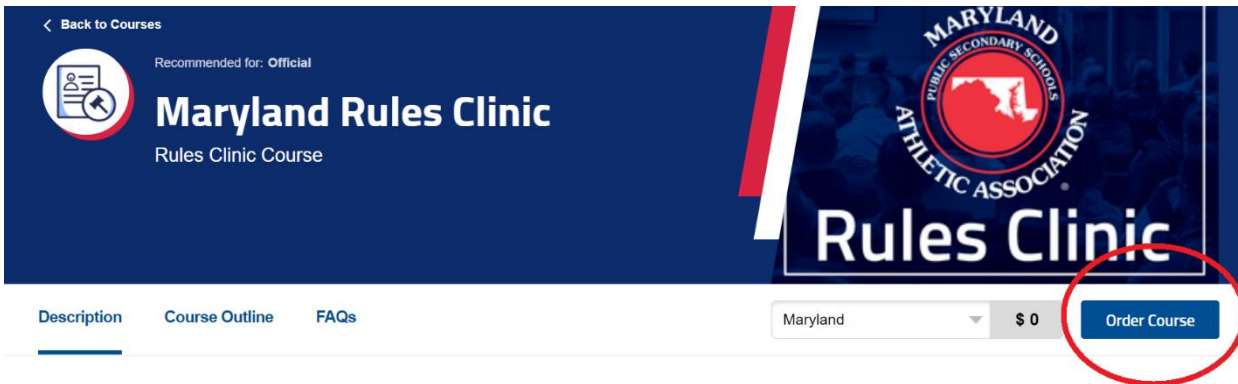 Back to Courses
Recommended for: Official
Maryland Rules Clinic
Rules Clinic Course
MARYLAND
PUBLIC SECONDARY SCHOOLS
ATHLETIC ASSOCIATION
Rules Clinic
Description Course Outline FAQs Maryland $ 0 Order Course